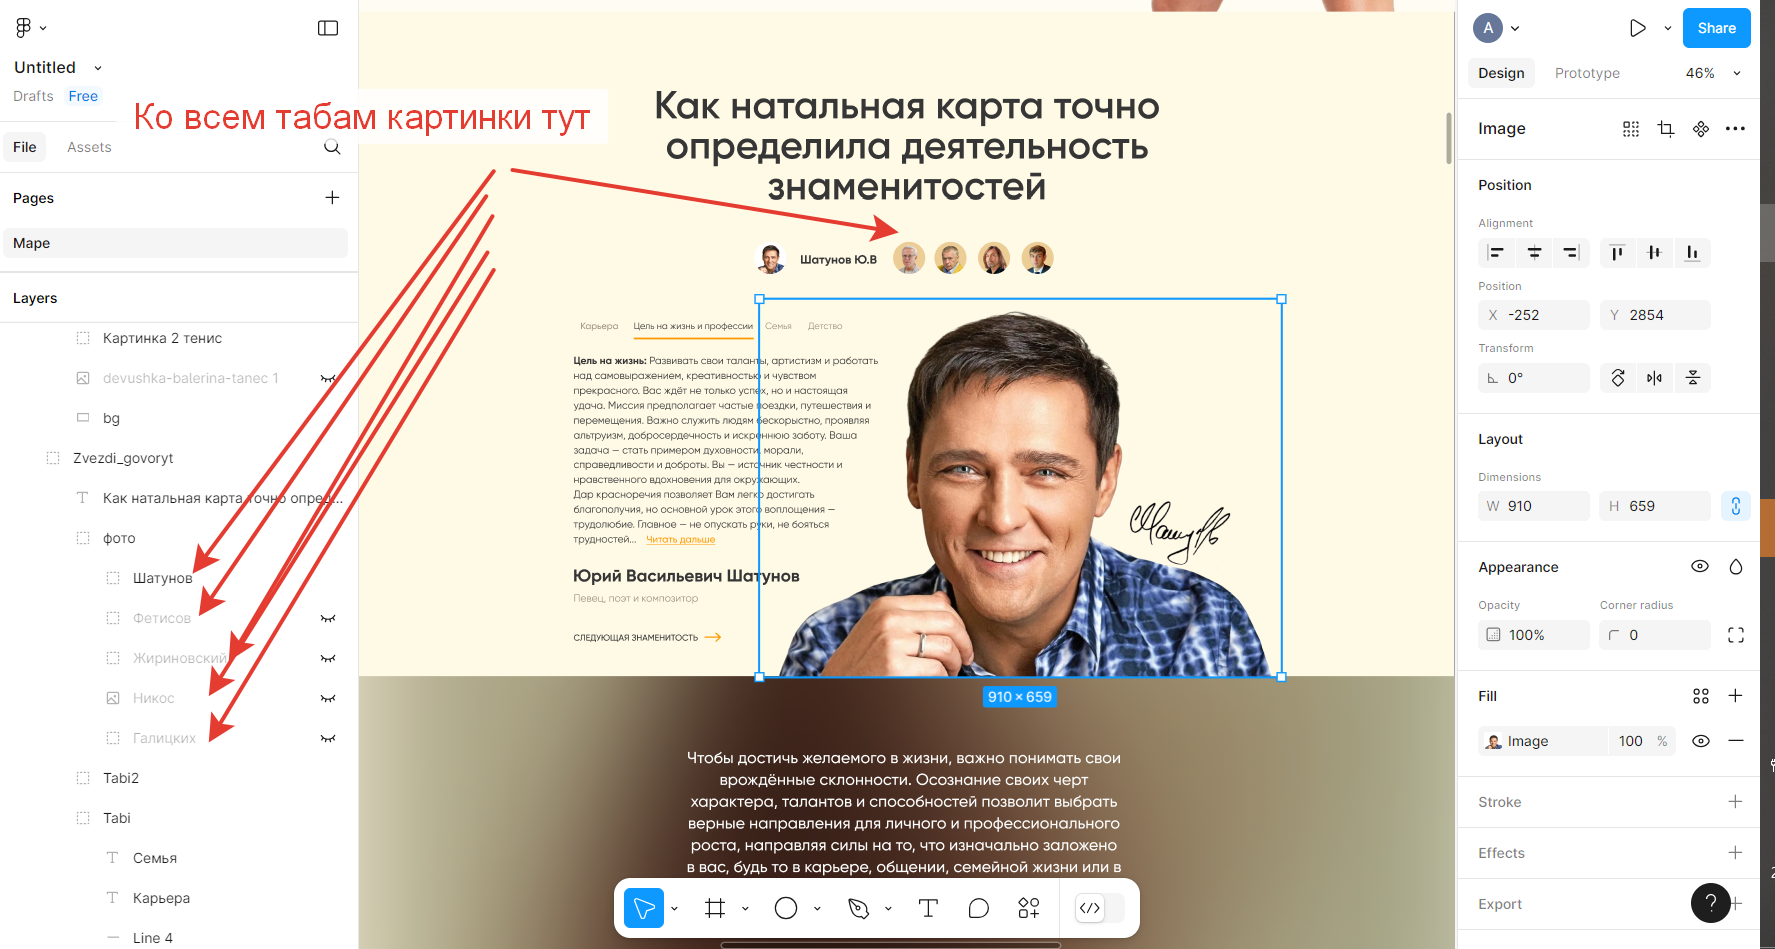 Untitled
Drafts
Free
File
Assets
Pages
Mape
Layers
Картинка 2 тенис
devushka-balerina-tanec 1
bg
Zvezdi_govoryt
Как натальная карта точно опред...
фото
Шатунов
Фетисов
Жириновский
Никос
Галицких
Tabi2
Tabi
Семья
Карьера
Line 4
Ко всем табам картинки тут
Как натальная карта точно
определила деятельность
знаменитостей
Шатунов Ю.В
Карьера
Цель на жизнь и профессии
Семья
Детство
Цель на жизнь: Развивать свои таланты, артистизм и работать
над самовыражением, креативностью и чувством
прекрасного. Вас ждёт не только успех, но и настоящая
удача. Миссия предполагает частые поездки, путешествия и
перемещения. Важно служить людям бескорыстно, проявляя
альтруизм, добросердечность и искреннюю заботу. Ваша
задача — стать примером духовности, морали,
справедливости и доброты. Вы — источник честности и
нравственного вдохновения для окружающих.
Дар красноречия позволяет Вам легко достигать
благополучия, но основной урок этого воплощения —
трудолюбие. Главное — не опускать руки, не бояться
трудностей... Читать дальше
Юрий Васильевич Шатунов
Певец, поэт и композитор
СЛЕДУЮЩАЯ ЗНАМЕНИТОСТЬ
910 × 659
Чтобы достичь желаемого в жизни, важно понимать свои
врождённые склонности. Осознание своих черт
характера, талантов и способностей позволит выбрать
верные направления для личного и профессионального
роста, направляя силы на то, что изначально заложено
в вас, будь то в карьере, общении, семейной жизни или в
A
Share
Design
Prototype
46%
Image
Position
Alignment
Position
X -252
Y 2854
Transform
0°
Layout
Dimensions
W 910
H 659
Appearance
Opacity
Corner radius
100%
0
Fill
Image
100 %
Stroke
Effects
Export
?